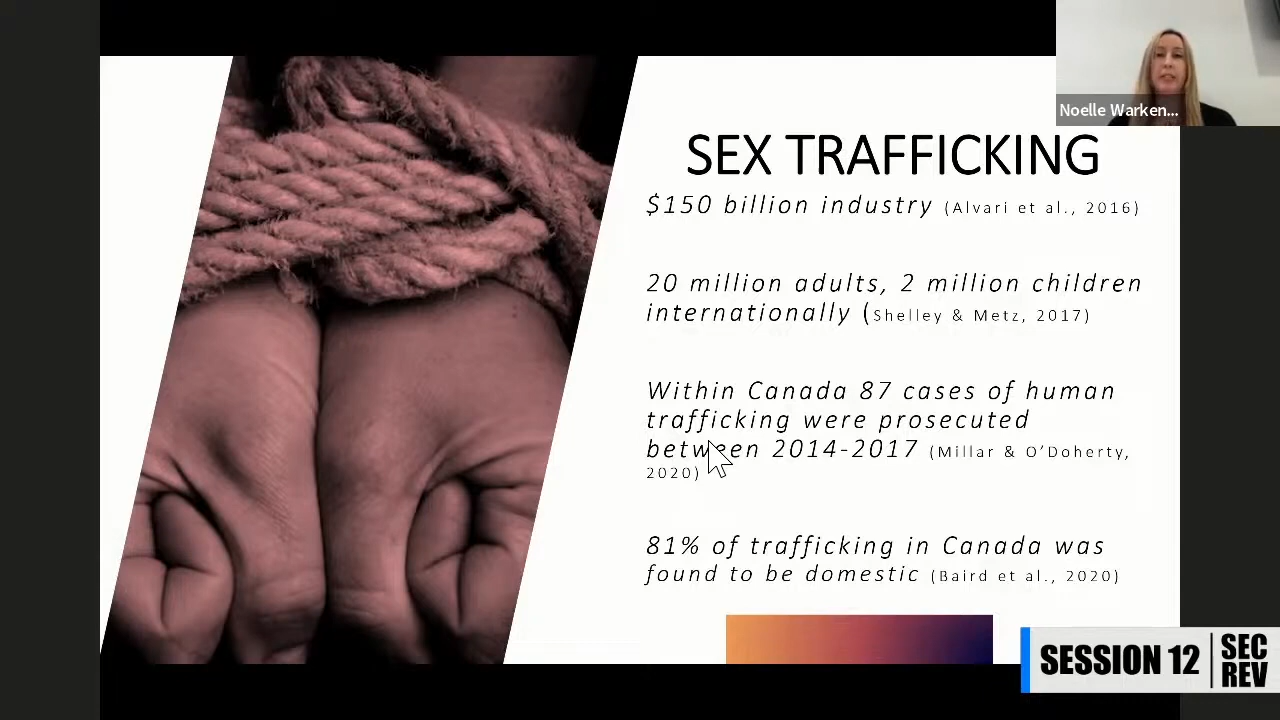 Noelle Warken...
SEX TRAFFICKING
$150 billion industry (Alvari et al., 2016)
20 million adults, 2 million children
internationally (Shelley & Metz, 2017)
Within Canada 87 cases of human
trafficking were prosecuted
between 2014-2017 (Millar & O’Doherty,
2020)
81% of trafficking in Canada was
found to be domestic (Baird et al., 2020)
SESSION 12
SEC
REV